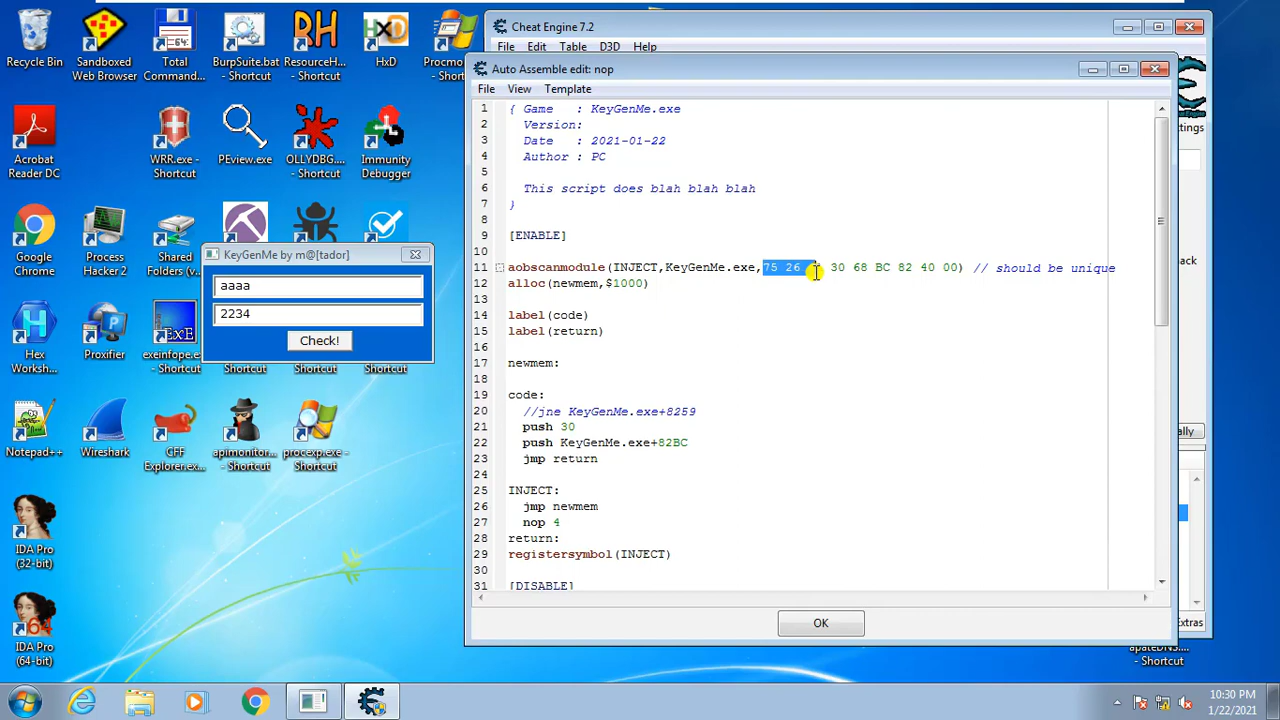 Recycle Bin
Sandboxed
Web Browser
Total
Command...
BurpSuite.bat
- Shortcut
ResourceH...
- Shortcut
HxD
Procmo
- Short
Acrobat
Reader DC
WRR.exe -
Shortcut
PEview.exe
OLLYDBG....
- Shortcut
Immunity
Debugger
Google
Chrome
Process
Hacker 2
Shared
Folders (v...
Hex
Worksh...
Proxifier
exeinfope.e...
Shortcut
Shortcut
Shortcut
Notepad++
Wireshark
CFF
Explorer.ex...
apimonitor...
- Shortcut
procexp.exe
- Shortcut
IDA Pro
(32-bit)
IDA Pro
(64-bit)
KeyGenMe by m@[tador]
aaaa
2234
Check!
Cheat Engine 7.2
File Edit Table D3D Help
Auto Assemble edit: nop
File View Template
1 { Game : KeyGenMe.exe
2 Version:
3 Date : 2021-01-22
4 Author : PC
5
6 This script does blah blah blah
7 }
8
9 [ENABLE]
10
11 aobscanmodule(INJECT,KeyGenMe.exe,75 26 30 68 BC 82 40 00) // should be unique
12 alloc(newmem,$1000)
13
14 label(code)
15 label(return)
16
17 newmem:
18
19 code:
20 //jne KeyGenMe.exe+8259
21 push 30
22 push KeyGenMe.exe+82BC
23 jmp return
24
25 INJECT:
26 jmp newmem
27 nop 4
28 return:
29 registersymbol(INJECT)
30
31 [DISABLE]
OK
ttings
ally
Extras
apateDNS....
- Shortcut
10:30 PM
1/22/2021